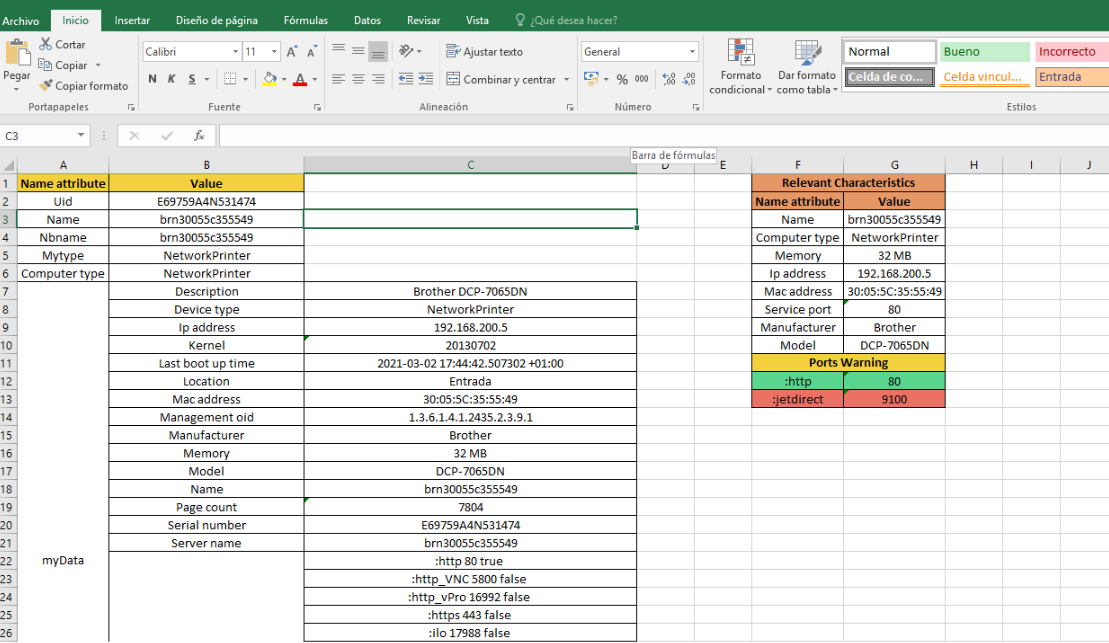 Archivo Inicio Insertar Diseño de página Fórmulas Datos Revisar Vista ¿Qué desea hacer?
Pegar
Cortar
Copiar
Copiar formato
Portapapeles
Calibri 11 A A
N K S A
Fuente
Ajustar texto
Combinar y centrar
Alineación
General
% 000 ,00 ,00
Número
Formato condicional
Dar formato como tabla
Normal Bueno Incorrecto
Celda de co... Celda vincul... Entrada
Estilos
C3 fx
Barra de fórmulas
A B C D E F G H I J
1 Name attribute Value Relevant Characteristics
2 Uid E69759A4N531474 Name attribute Value
3 Name brn30055c355549 Name brn30055c355549
4 Nbname brn30055c355549 Computer type NetworkPrinter
5 Mytype NetworkPrinter Memory 32 MB
6 Computer type NetworkPrinter Ip address 192.168.200.5
7 Description Brother DCP-7065DN Mac address 30:05:5C:35:55:49
8 Device type NetworkPrinter Service port 80
9 Ip address 192.168.200.5 Manufacturer Brother
10 Kernel 20130702 Model DCP-7065DN
11 Last boot up time 2021-03-02 17:44:42.507302 +01:00 Ports Warning
12 Location Entrada :http 80
13 Mac address 30:05:5C:35:55:49 :jetdirect 9100
14 Management oid 1.3.6.1.4.1.2435.2.3.9.1
15 Manufacturer Brother
16 Memory 32 MB
17 Model DCP-7065DN
18 Name brn30055c355549
19 Page count 7804
20 Serial number E69759A4N531474
21 Server name brn30055c355549
22 myData :http 80 true
23 :http_VNC 5800 false
24 :http_vPro 16992 false
25 :https 443 false
26 :ilo 17988 false